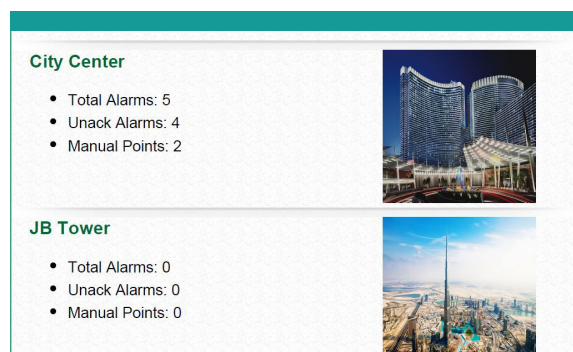 City Center
Total Alarms: 5
Unack Alarms: 4
Manual Points: 2
JB Tower
Total Alarms: 0
Unack Alarms: 0
Manual Points: 0